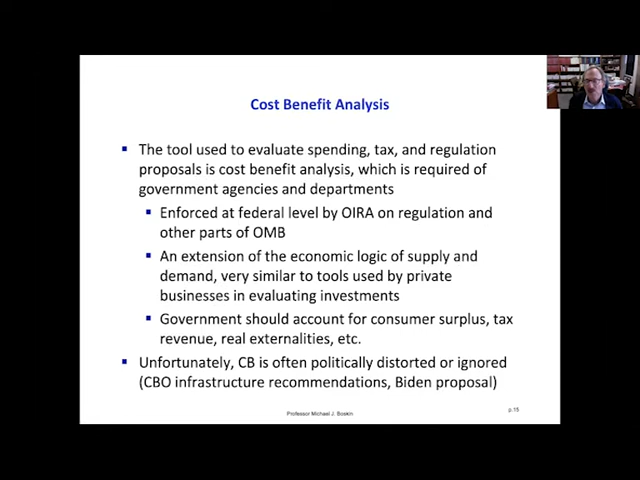 Cost Benefit Analysis
The tool used to evaluate spending, tax, and regulation
proposals is cost benefit analysis, which is required of
government agencies and departments
Enforced at federal level by OIRA on regulation and
other parts of OMB
An extension of the economic logic of supply and
demand, very similar to tools used by private
businesses in evaluating investments
Government should account for consumer surplus, tax
revenue, real externalities, etc.
Unfortunately, CB is often politically distorted or ignored
(CBO infrastructure recommendations, Biden proposal)
Professor Michael J. Boskin
p.15